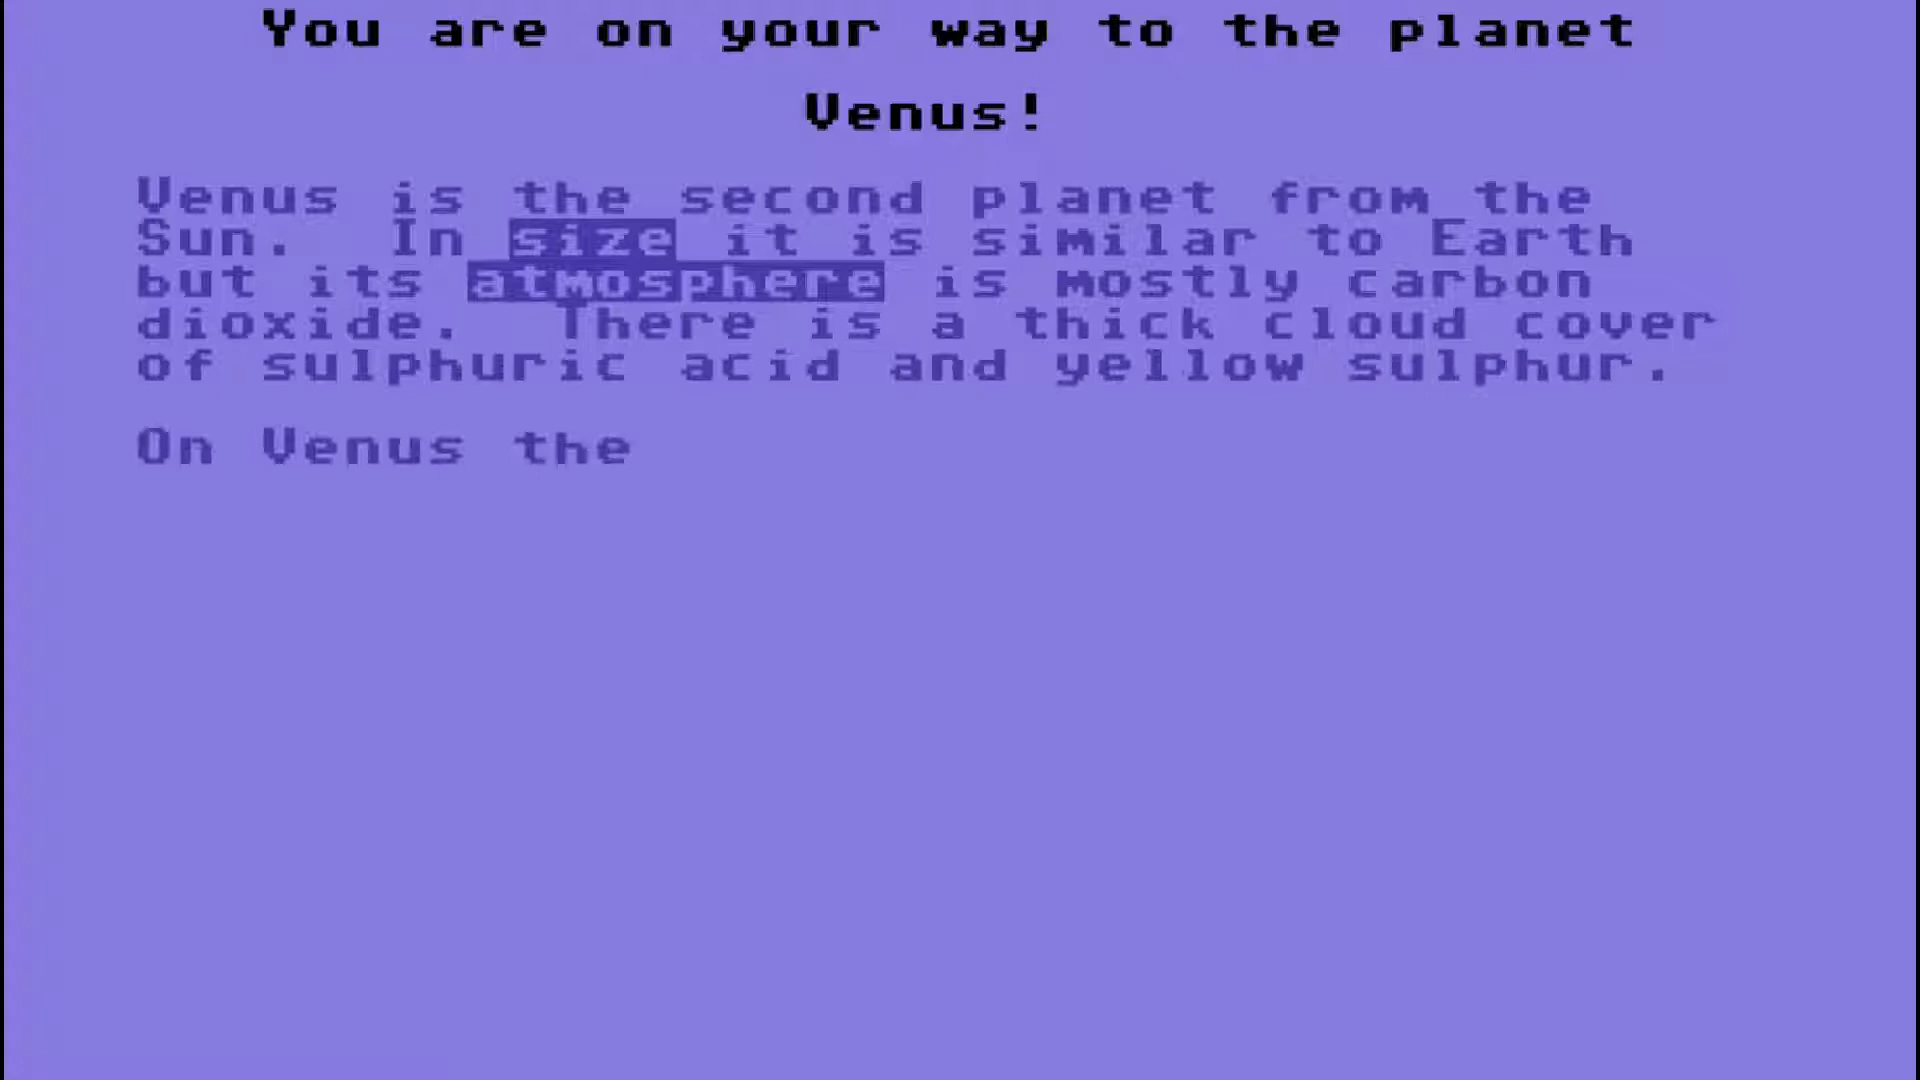 You are on your way to the planet
Venus!
Venus is the second planet from the
Sun.  In size it is similar to Earth
but its atmosphere is mostly carbon
dioxide.  There is a thick cloud cover
of sulphuric acid and yellow sulphur.
On Venus the